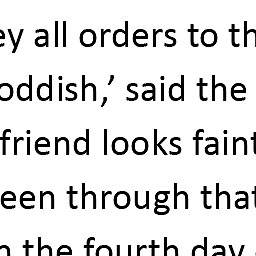 ey all orders to th
oddish,’ said the
friend looks faint
een through that
n the fourth day